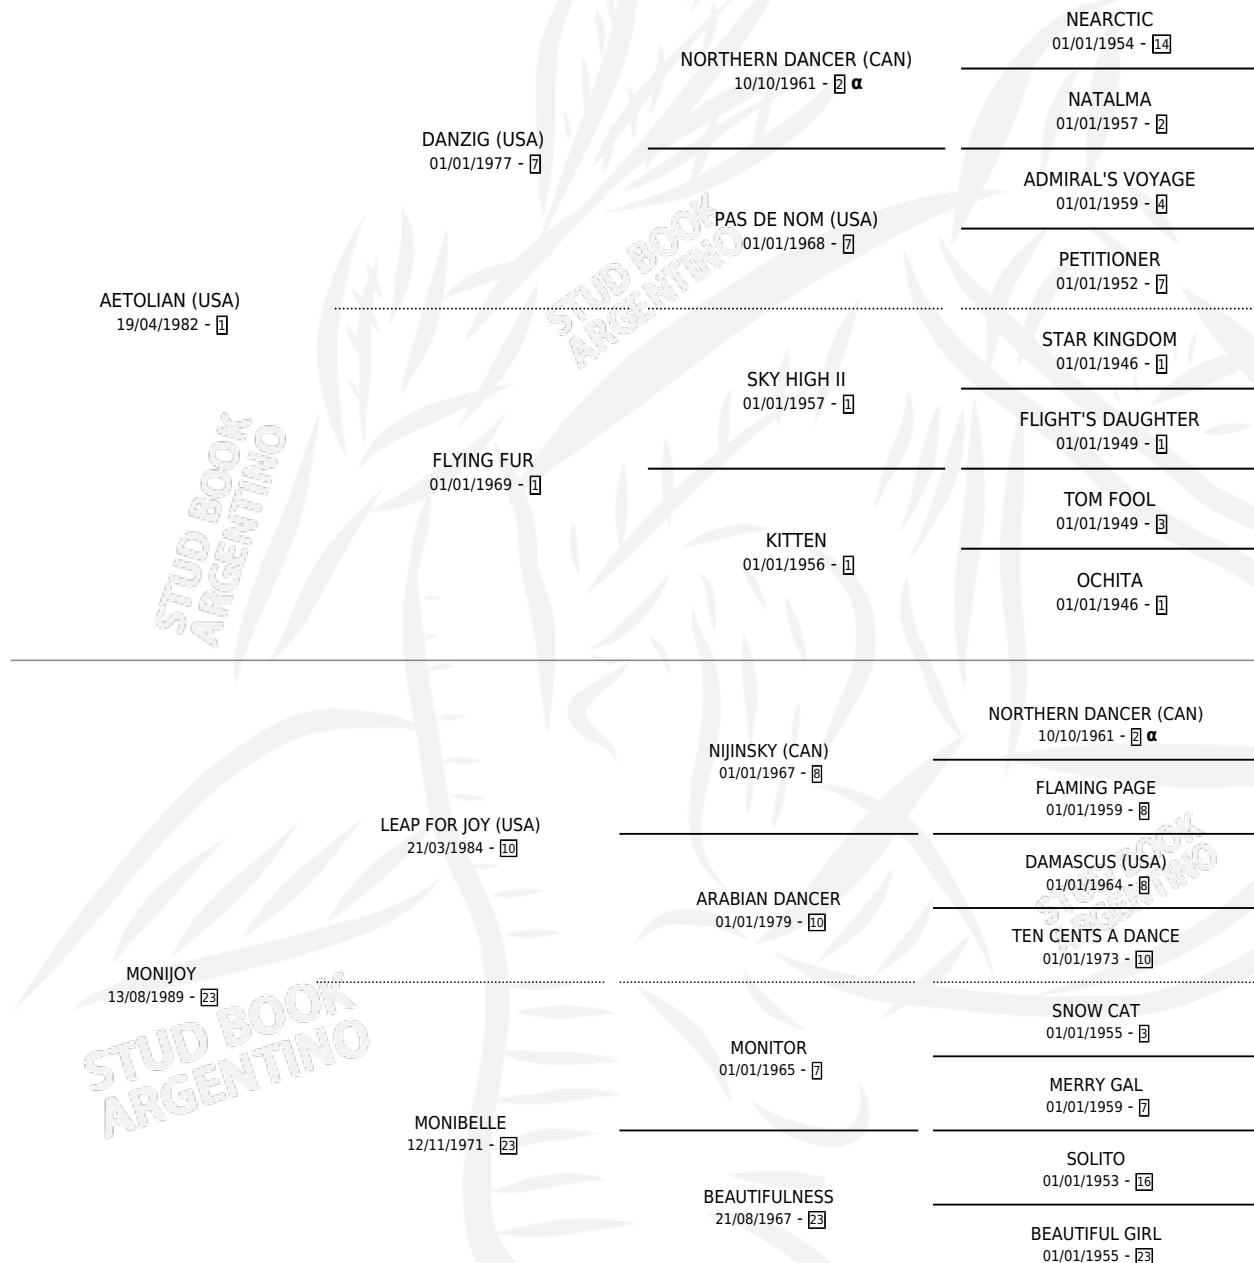 NEARCTIC
01/01/1954 - 14
NORTHERN DANCER (CAN)
10/10/1961 - 2 α
NATALMA
01/01/1957 - 2
DANZIG (USA)
01/01/1977 - 7
ADMIRAL'S VOYAGE
01/01/1959 - 4
PAS DE NOM (USA)
01/01/1968 - 7
PETITIONER
01/01/1952 - 7
AETOLIAN (USA)
19/04/1982 - 1
STAR KINGDOM
01/01/1946 - 1
SKY HIGH II
01/01/1957 - 1
FLIGHT'S DAUGHTER
01/01/1949 - 1
FLYING FUR
01/01/1969 - 1
TOM FOOL
01/01/1949 - 3
KITTEN
01/01/1956 - 1
OCHITA
01/01/1946 - 1
STUD BOOK
ARGENTINO
STUD BOOK
ARGENTINO
NORTHERN DANCER (CAN)
10/10/1961 - 2 α
NIJINSKY (CAN)
01/01/1967 - 8
FLAMING PAGE
01/01/1959 - 8
LEAP FOR JOY (USA)
21/03/1984 - 10
DAMASCUS (USA)
01/01/1964 - 8
ARABIAN DANCER
01/01/1979 - 10
TEN CENTS A DANCE
01/01/1973 - 10
MONIJOY
13/08/1989 - 23
SNOW CAT
01/01/1955 - 3
MONITOR
01/01/1965 - 7
MERRY GAL
01/01/1959 - 7
MONIBELLE
12/11/1971 - 23
SOLITO
01/01/1953 - 16
BEAUTIFULNESS
21/08/1967 - 23
BEAUTIFUL GIRL
01/01/1955 - 23
STUD BOOK
ARGENTINO
STUD BOOK
ARGENTINO